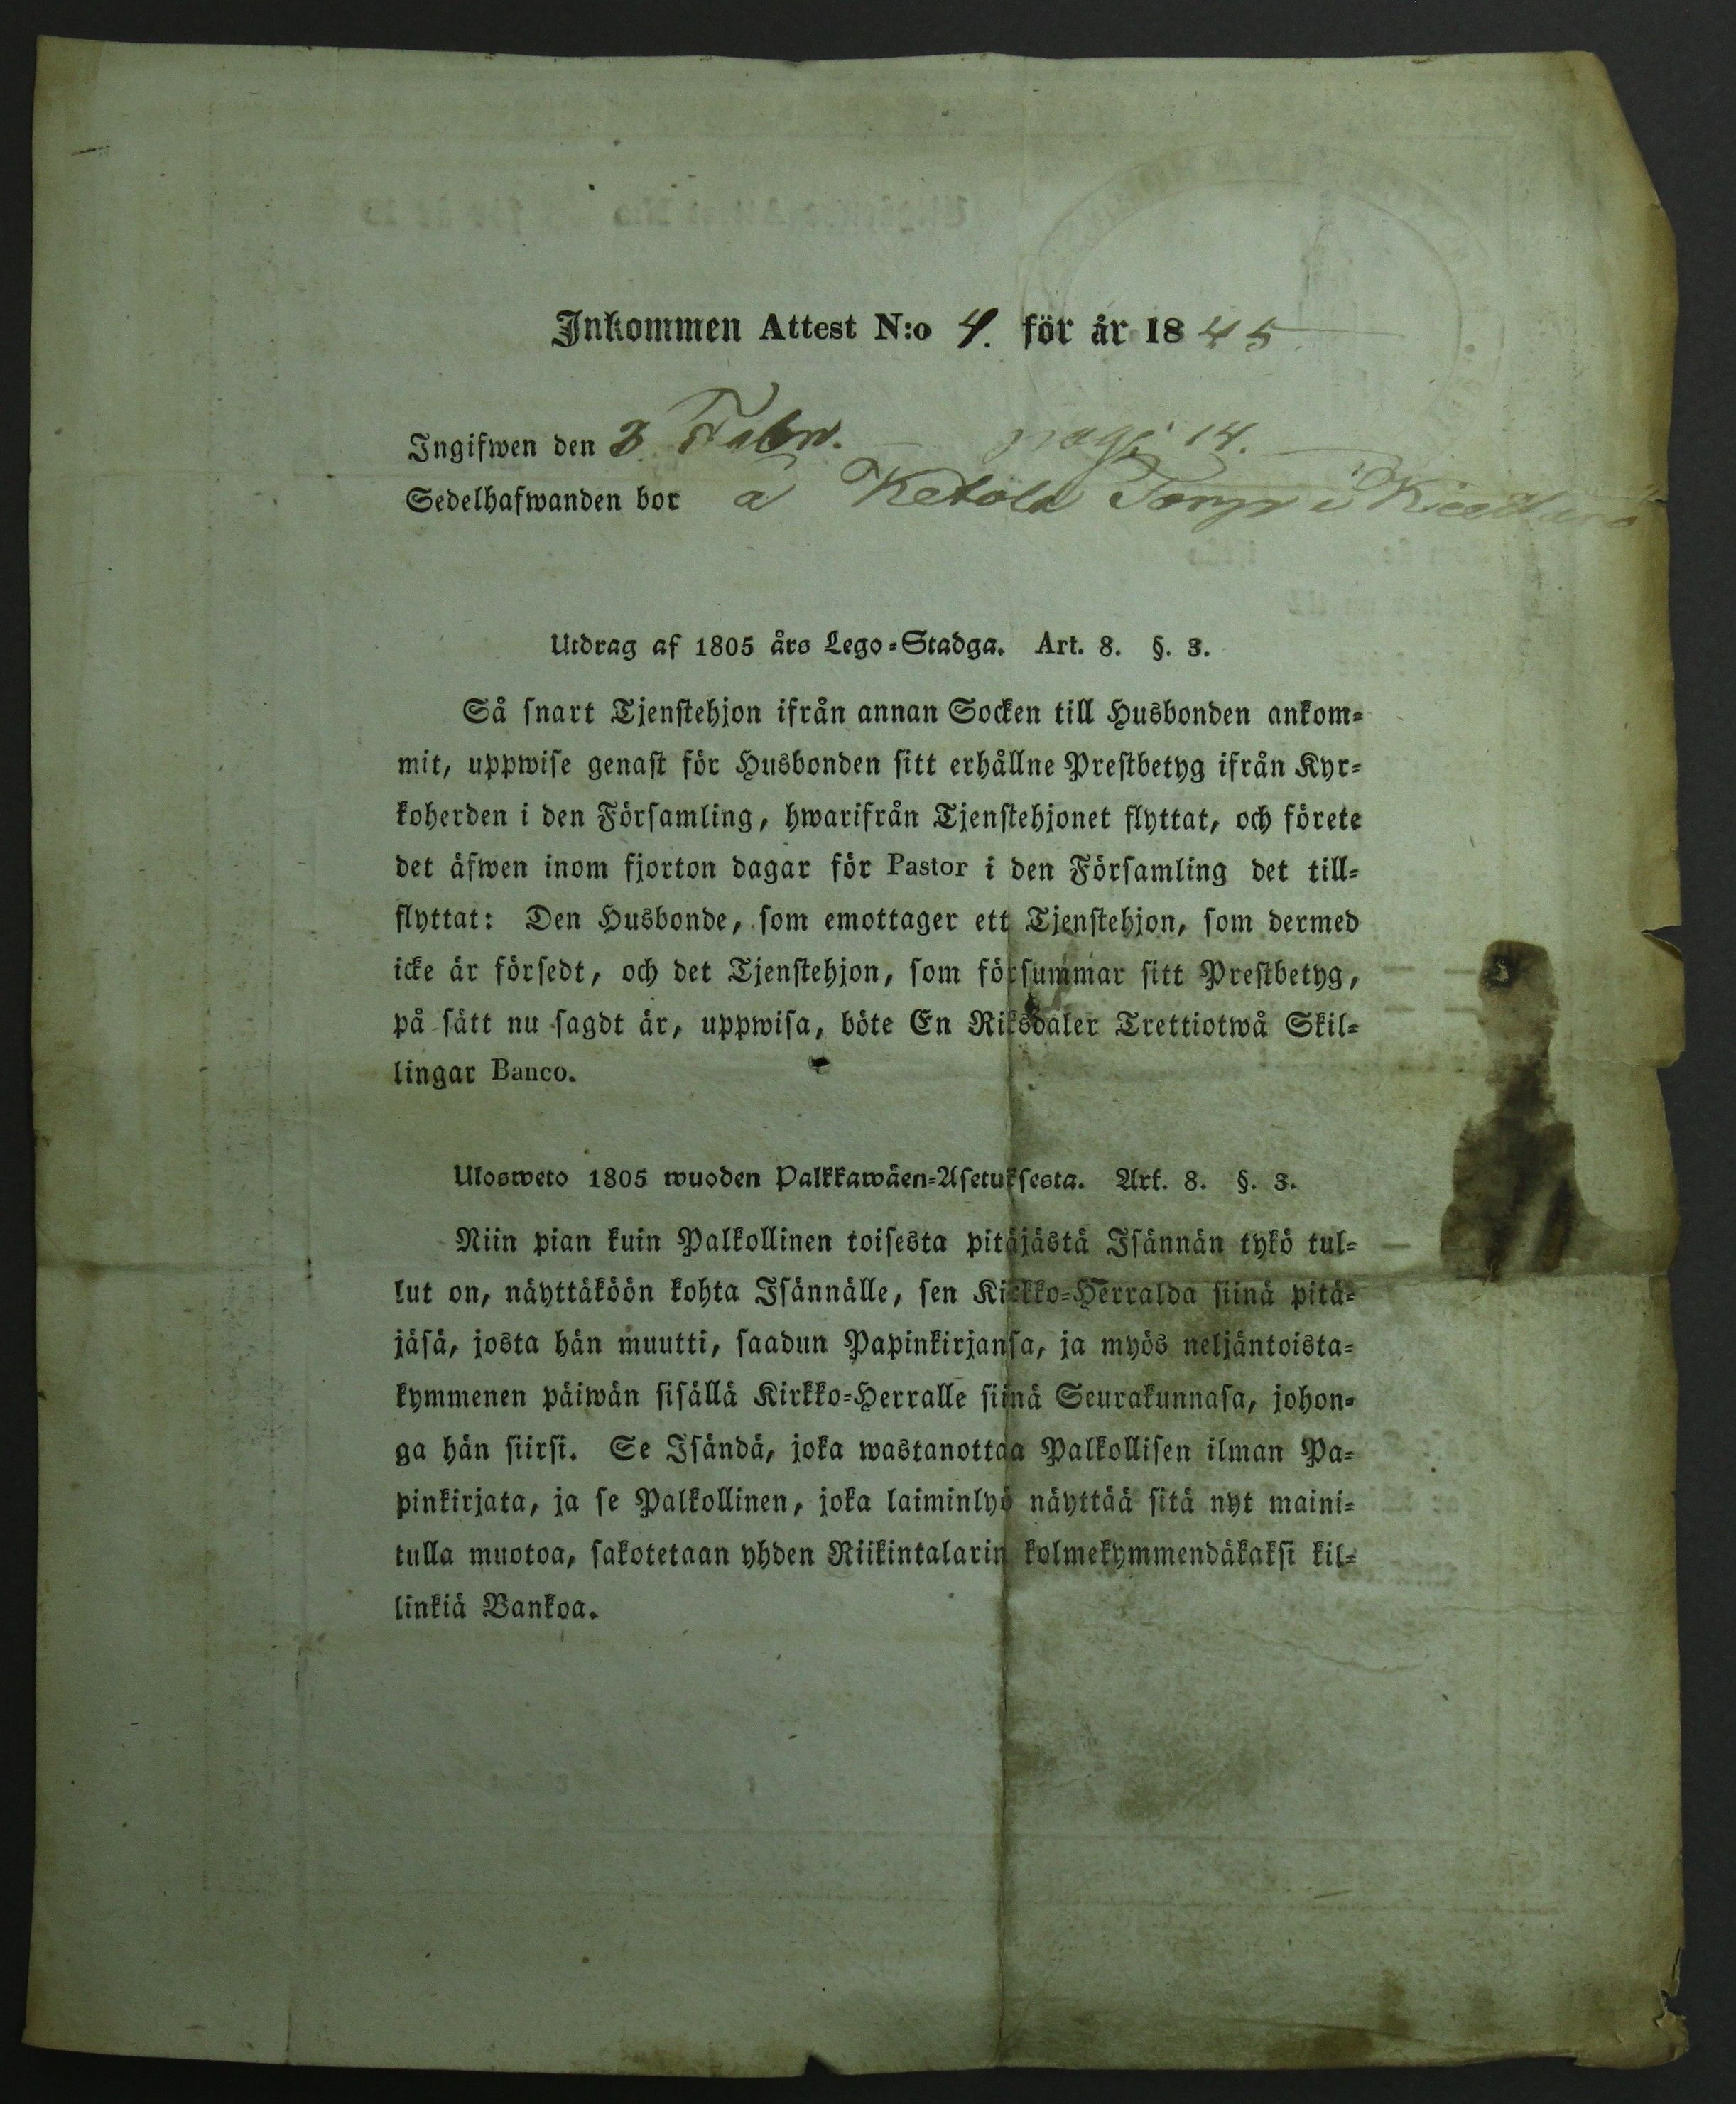 Inkommen Attest N:o 4. för år 1845
Ingifwen den 3 Febr. pag: 14.
Sedelhafwanden bor å Ketola Torp i
Utdrag af 1805 års Lego-Stadga. Art. 8. §. 3.
Så snart Tjenstehjon ifrån annan Socken till Husbonden ankom-
mit, uppwise genast för Husbonden sitt erhållne Prestbetyg ifrån Kyr-
koherden i den Församling, hwarifrån Tjenstehjonet flyttat, och förete
det äfwen inom fjorton dagar för Pastor i den Församling det till-
flyttat: Den Husbonde, som emottager ett Tjenstehjon, som dermed
icke är försedt, och det Tjenstehjon, som försummar sitt Prestbetyg,
på sätt nu sagdt är, uppwisa, böte En Riksdaler Trettiotwå Skil-
lingar Banco.
Ulosweto 1805 wuoden Palkkawäen-Asetuksesta. Art. 8. §. 3.
Niin pian kuin Palkollinen toisesta pitäjästä Isännän tykö tul-
lut on, näyttäköön kohta Isännälle, sen Kirkko-Herralda siinä pitä-
jäsä, josta hän muutti, saadun Papinkirjansa, ja myös neljäntoista-
kymmenen päiwän sisällä Kirkko-Herralle siinä Seurakunnasa, johon-
ga hän siirsi. Se Isändä, joka wastanottaa Palkollisen ilman Pa-
pinkirjata, ja se Palkollinen, joka laiminlyö näyttää sitä nyt maini-
tulla muotoa, sakotetaan yhden Riikintalarin kolmekymmendäkaksi kil-
linkiä Bankoa.